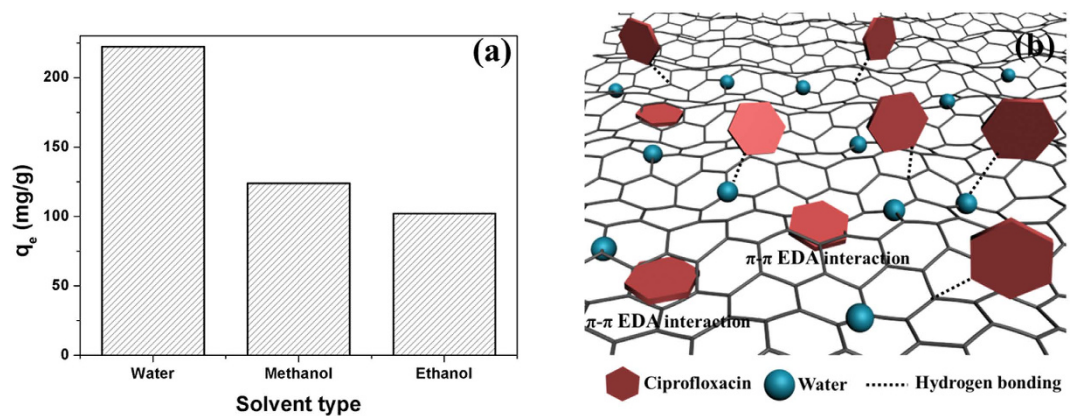 (a)
200
150
100
50
0
qe (mg/g)
Water Methanol Ethanol
Solvent type
(b)
π-π EDA interaction
π-π EDA interaction
Ciprofloxacin Water Hydrogen bonding